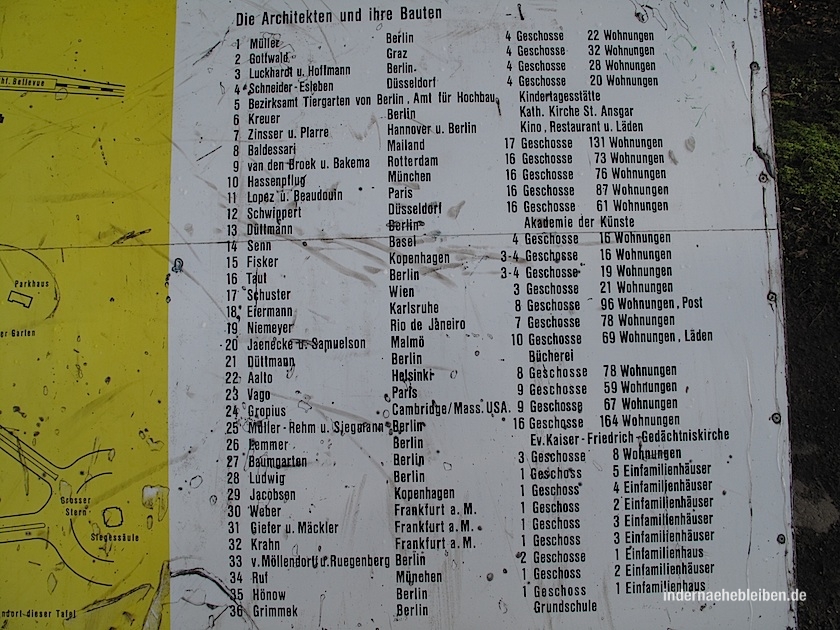 Die Architekten und ihre Bauten
1 Müller Berlin 4 Geschosse 22 Wohnungen
2 Gottwald Graz 4 Geschosse 32 Wohnungen
3 Luckhardt u. Hoffmann Berlin 4 Geschosse 28 Wohnungen
4 Schneider-Esleben Düsseldorf 4 Geschosse 20 Wohnungen
5 Bezirksamt Tiergarten von Berlin, Amt für Hochbau Kindertagesstätte
6 Kreuer Berlin Kath. Kirche St. Ansgar
7 Zinsser u. Plarre Hannover u. Berlin Kino, Restaurant u. Läden
8 Baldessari Mailand 17 Geschosse 131 Wohnungen
9 van den Broek u. Bakema Rotterdam 16 Geschosse 73 Wohnungen
10 Hassenpflug München 16 Geschosse 76 Wohnungen
11 Lopez u. Beaudouin Paris 16 Geschosse 87 Wohnungen
12 Schwippert Düsseldorf 16 Geschosse 61 Wohnungen
13 Düttmann Berlin Akademie der Künste
14 Senn Basel 4 Geschosse 16 Wohnungen
15 Fisker Kopenhagen 3-4 Geschosse 16 Wohnungen
16 Taut Berlin 3-4 Geschosse 19 Wohnungen
17 Schuster Wien 3 Geschosse 21 Wohnungen
18 Eiermann Karlsruhe 8 Geschosse 96 Wohnungen, Post
19 Niemeyer Rio de Janeiro 7 Geschosse 78 Wohnungen
20 Jaenecke u. Samuelson Malmö 10 Geschosse 69 Wohnungen, Läden
21 Düttmann Berlin Bücherei
22 Aalto Helsinki 8 Geschosse 78 Wohnungen
23 Vago Paris 9 Geschosse 59 Wohnungen
24 Gropius Cambridge/Mass. USA. 9 Geschosse 67 Wohnungen
25 Müller-Rehm u. Siegmann Berlin 16 Geschosse 164 Wohnungen
26 Lemmer Berlin Ev. Kaiser-Friedrich-Gedächtniskirche
27 Baumgarten Berlin 3 Geschosse 8 Wohnungen
28 Ludwig Berlin 1 Geschoss 5 Einfamilienhäuser
29 Jacobsen Kopenhagen 1 Geschoss 4 Einfamilienhäuser
30 Weber Frankfurt a.M. 1 Geschoss 2 Einfamilienhäuser
31 Giefer u. Mäckler Frankfurt a.M. 1 Geschoss 3 Einfamilienhäuser
32 Krahn Frankfurt a.M. 1 Geschoss 3 Einfamilienhäuser
33 v. Möllendorf u. Ruegenberg Berlin 2 Geschosse 1 Einfamilienhaus
34 Ruf München 1 Geschoss 2 Einfamilienhäuser
35 Hönow Berlin 1 Geschoss 1 Einfamilienhaus
36 Grimmek Berlin Grundschule
Bellevue
Parkhaus
Garten
Grosser
Stern
Siegessäule
dieser Tafel
indernaehebleiben.de